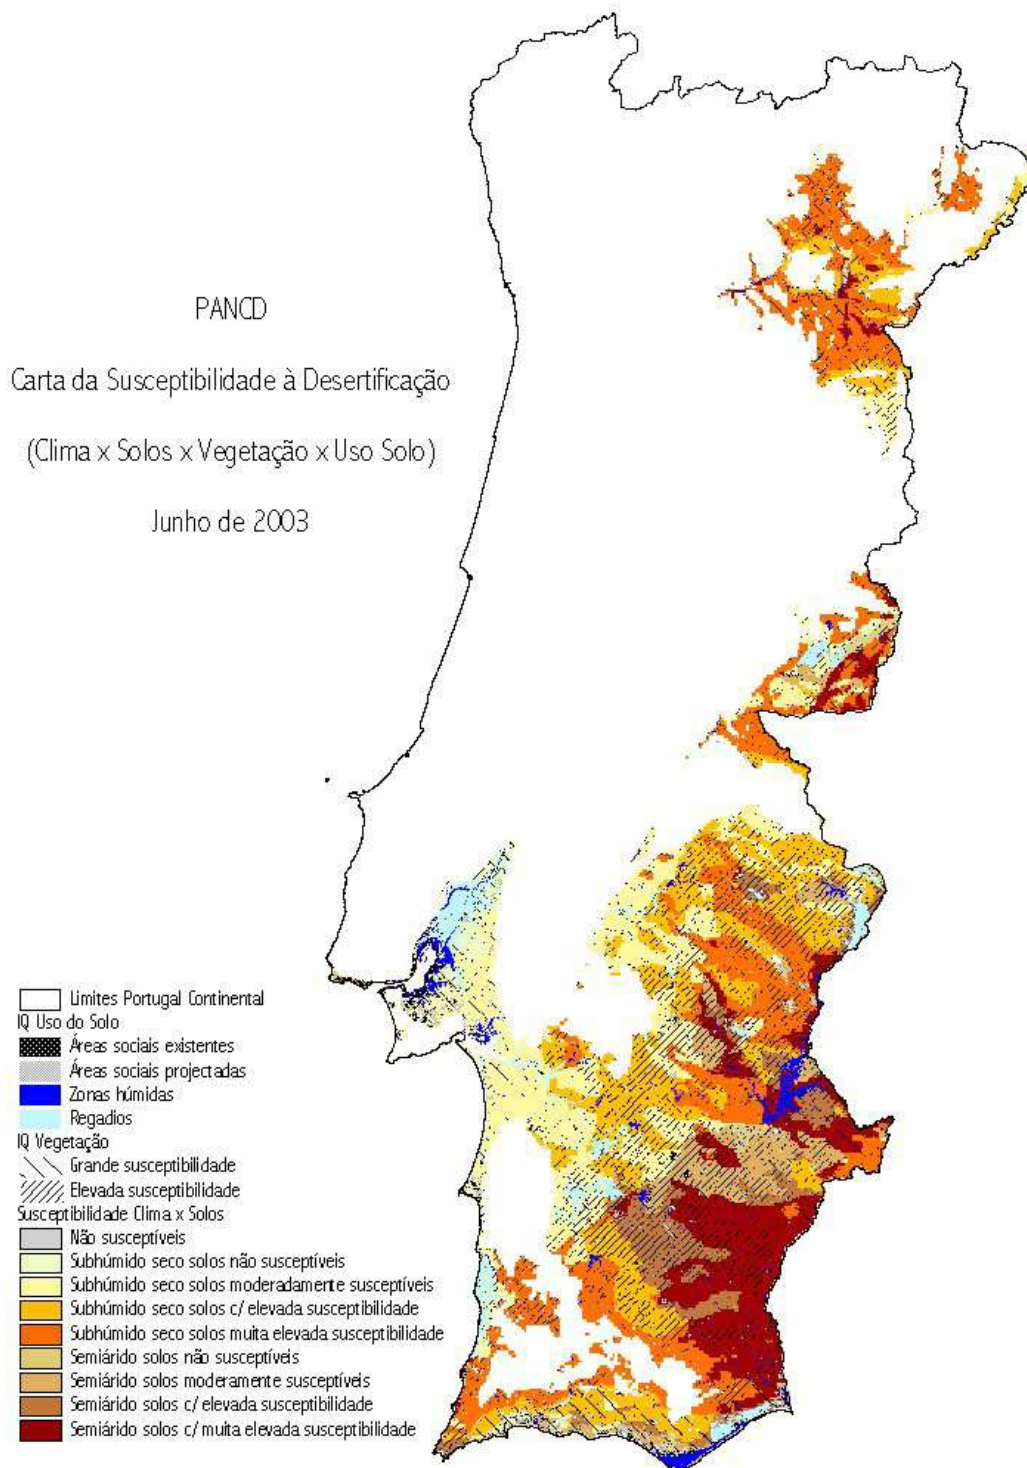 PANCD
Carta da Susceptibilidade à Desertificação
(Clima x Solos x Vegetação x Uso Solo)
Junho de 2003
Limites Portugal Continental
IQ Uso do Solo
Áreas sociais existentes
Áreas sociais projectadas
Zonas húmidas
Regadios
IQ Vegetação
Grande susceptibilidade
Elevada susceptibilidade
Susceptibilidade Clima x Solos
Não susceptíveis
Subhúmido seco solos não susceptíveis
Subhúmido seco solos moderadamente susceptíveis
Subhúmido seco solos c/ elevada susceptibilidade
Subhúmido seco solos muita elevada susceptibilidade
Semiárido solos não susceptíveis
Semiárido solos moderamente susceptíveis
Semiárido solos c/ elevada susceptibilidade
Semiárido solos c/ muita elevada susceptibilidade